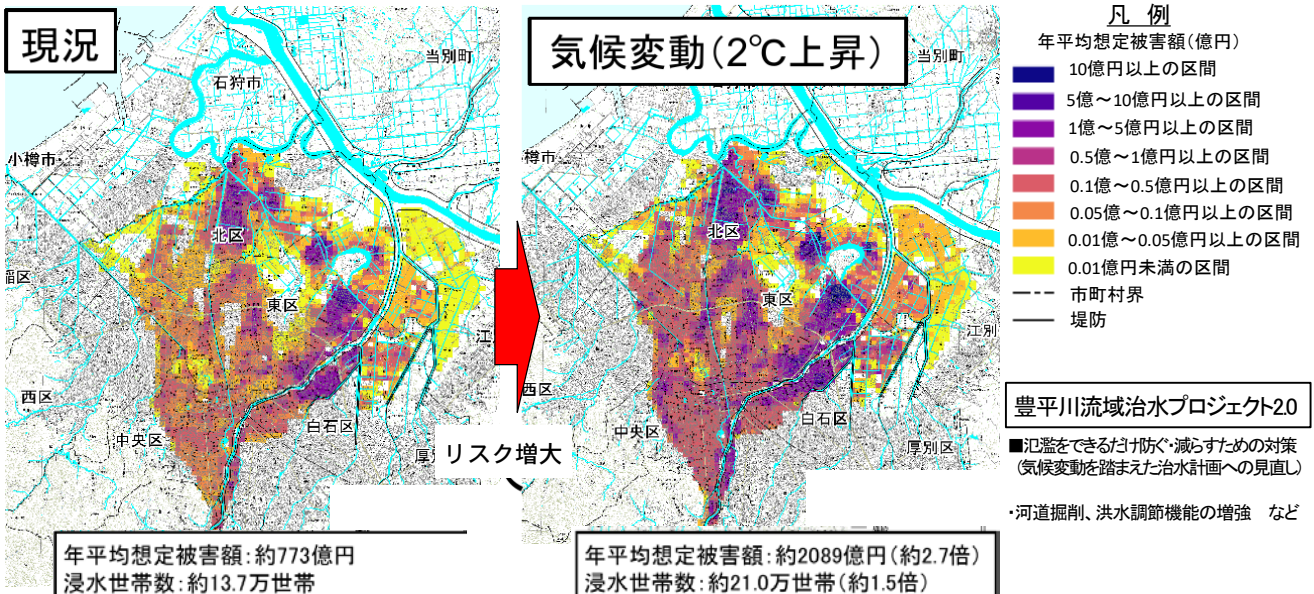 現況
当別町
石狩市
小樽市
北区
東区
西区
中央区
白石区
江
稲区
厚
年平均想定被害額:約773億円
浸水世帯数:約13.7万世帯
リスク増大
気候変動(2℃上昇)
当別町
樽市
北区
東区
江別
西区
中央区
白石区
厚別区
年平均想定被害額:約2089億円(約2.7倍)
浸水世帯数:約21.0万世帯(約1.5倍)
凡 例
年平均想定被害額(億円)
10億円以上の区間
5億～10億円以上の区間
1億～5億円以上の区間
0.5億～1億円以上の区間
0.1億～0.5億円以上の区間
0.05億～0.1億円以上の区間
0.01億～0.05億円以上の区間
0.01億円未満の区間
市町村界
堤防
豊平川流域治水プロジェクト2.0
■氾濫をできるだけ防ぐ・減らすための対策
(気候変動を踏まえた治水計画への見直し)
・河道掘削、洪水調節機能の増強 など